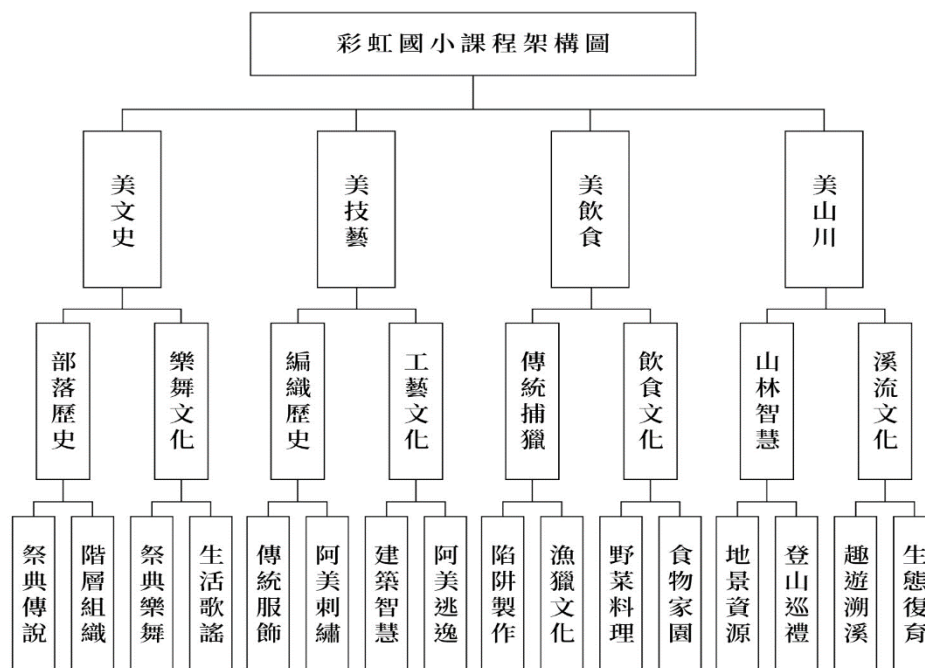 彩虹國小課程架構圖
美文史
美技藝
美飲食
美山川
部落歷史
樂舞文化
編織歷史
工藝文化
傳統捕獵
飲食文化
山林智慧
溪流文化
祭典傳說
階層組織
祭典樂舞
生活歌謠
傳統服飾
阿美刺繡
建築智慧
阿美逃逸
陷阱製作
漁獵文化
野菜料理
食物家園
地景資源
登山巡禮
趣遊溯溪
生態復育